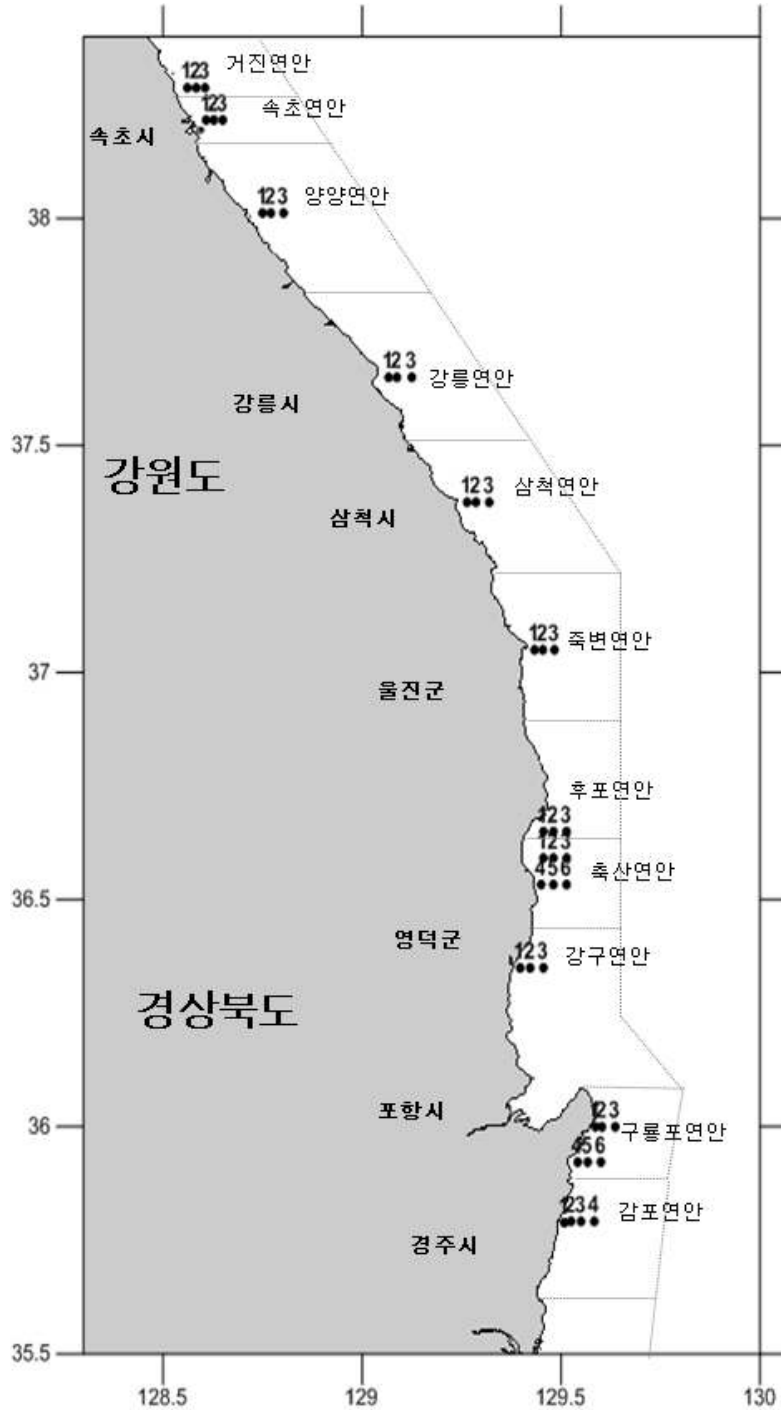 123 거진연안
123 속초연안
속초시
123 양양연안
38
123 강릉연안
강릉시
37.5
강원도
123 삼척연안
삼척시
123 죽변연안
37
울진군
후포연안
123
123
456 축산연안
36.5
영덕군
123 강구연안
경상북도
포항시
36
123
구룡포연안
456
1234 감포연안
경주시
35.5
128.5 129 129.5 130